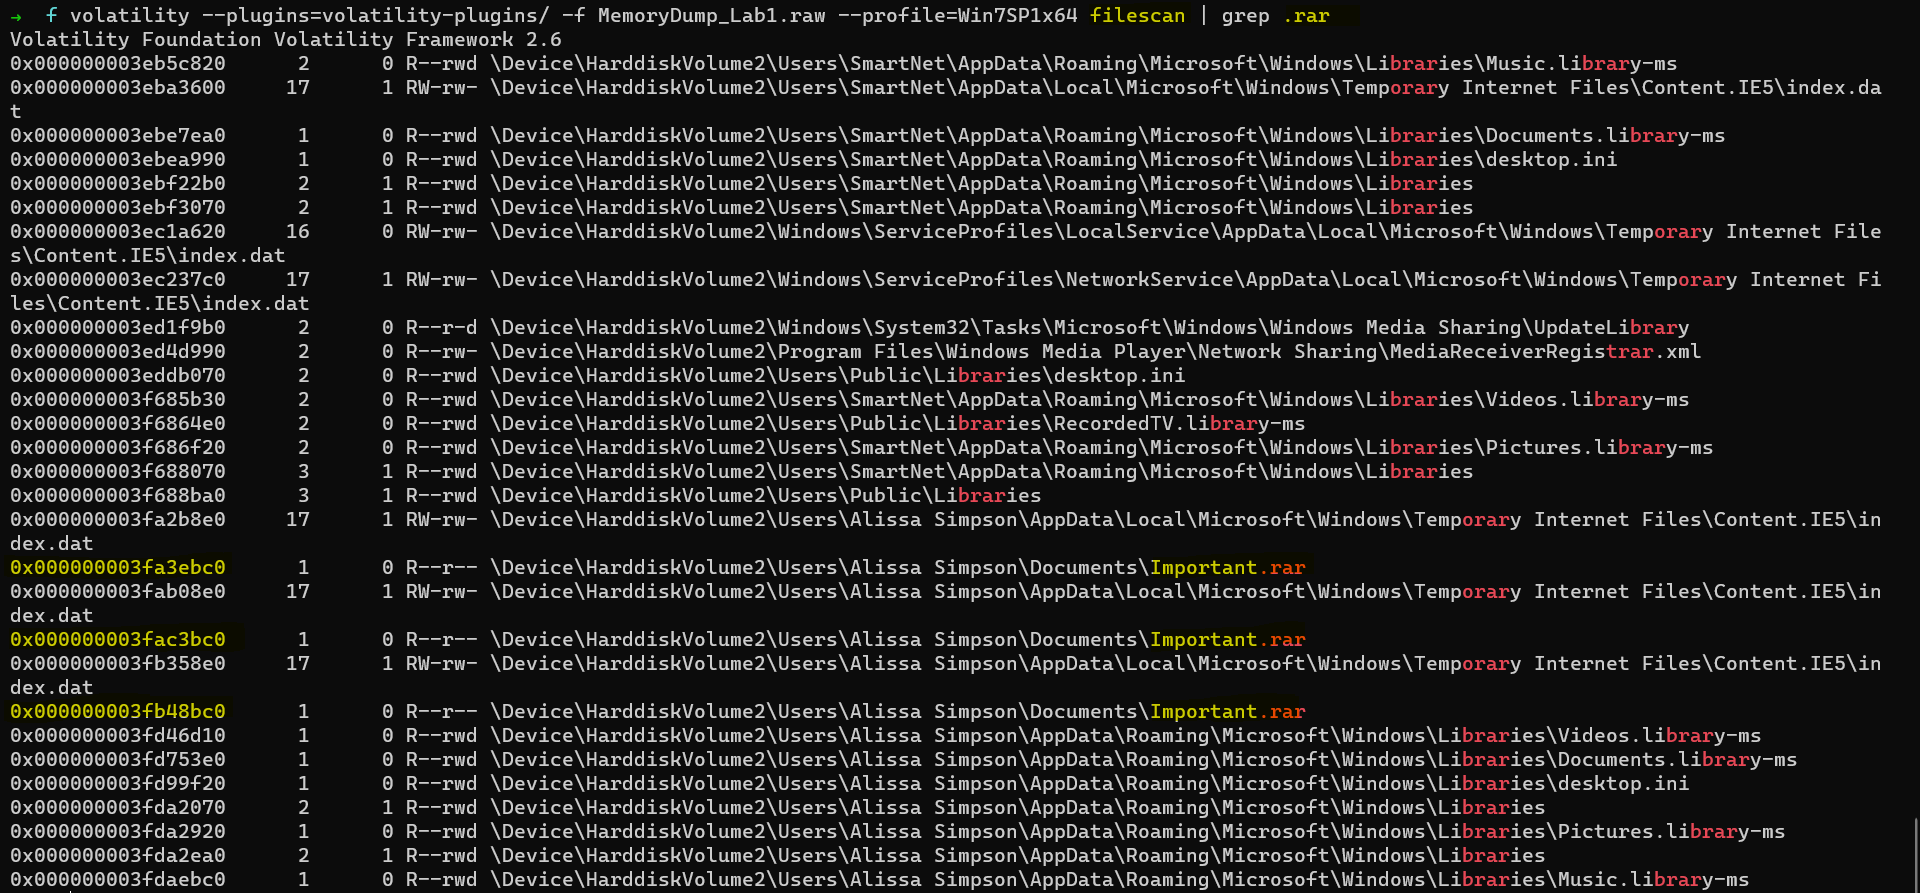 → f volatility --plugins=volatility-plugins/ -f MemoryDump_Lab1.raw --profile=Win7SP1x64 filescan | grep .rar
Volatility Foundation Volatility Framework 2.6
0x000000003eb5c820      2      0 R--rwd \Device\HarddiskVolume2\Users\SmartNet\AppData\Roaming\Microsoft\Windows\Libraries\Music.library-ms
0x000000003eba3600     17      1 RW-rw- \Device\HarddiskVolume2\Users\SmartNet\AppData\Local\Microsoft\Windows\Temporary Internet Files\Content.IE5\index.da
t
0x000000003ebe7ea0      1      0 R--rwd \Device\HarddiskVolume2\Users\SmartNet\AppData\Roaming\Microsoft\Windows\Libraries\Documents.library-ms
0x000000003ebea990      1      0 R--rwd \Device\HarddiskVolume2\Users\SmartNet\AppData\Roaming\Microsoft\Windows\Libraries\desktop.ini
0x000000003ebf22b0      2      1 R--rwd \Device\HarddiskVolume2\Users\SmartNet\AppData\Roaming\Microsoft\Windows\Libraries
0x000000003ebf3070      2      1 R--rwd \Device\HarddiskVolume2\Users\SmartNet\AppData\Roaming\Microsoft\Windows\Libraries
0x000000003ec1a620     16      0 RW-rw- \Device\HarddiskVolume2\Windows\ServiceProfiles\LocalService\AppData\Local\Microsoft\Windows\Temporary Internet File
s\Content.IE5\index.dat
0x000000003ec237c0     17      1 RW-rw- \Device\HarddiskVolume2\Windows\ServiceProfiles\NetworkService\AppData\Local\Microsoft\Windows\Temporary Internet Fi
les\Content.IE5\index.dat
0x000000003ed1f9b0      2      0 R--r-d \Device\HarddiskVolume2\Windows\System32\Tasks\Microsoft\Windows\Windows Media Sharing\UpdateLibrary
0x000000003ed4d990      2      0 R--rw- \Device\HarddiskVolume2\Program Files\Windows Media Player\Network Sharing\MediaReceiverRegistrar.xml
0x000000003eddb070      2      0 R--rwd \Device\HarddiskVolume2\Users\Public\Libraries\desktop.ini
0x000000003f685b30      2      0 R--rwd \Device\HarddiskVolume2\Users\SmartNet\AppData\Roaming\Microsoft\Windows\Libraries\Videos.library-ms
0x000000003f6864e0      2      0 R--rwd \Device\HarddiskVolume2\Users\Public\Libraries\RecordedTV.library-ms
0x000000003f686f20      2      0 R--rwd \Device\HarddiskVolume2\Users\SmartNet\AppData\Roaming\Microsoft\Windows\Libraries\Pictures.library-ms
0x000000003f688070      3      1 R--rwd \Device\HarddiskVolume2\Users\SmartNet\AppData\Roaming\Microsoft\Windows\Libraries
0x000000003f688ba0      3      1 R--rwd \Device\HarddiskVolume2\Users\Public\Libraries
0x000000003fa2b8e0     17      1 RW-rw- \Device\HarddiskVolume2\Users\Alissa Simpson\AppData\Local\Microsoft\Windows\Temporary Internet Files\Content.IE5\in
dex.dat
0x000000003fa3ebc0      1      0 R--r-- \Device\HarddiskVolume2\Users\Alissa Simpson\Documents\Important.rar
0x000000003fab08e0     17      1 RW-rw- \Device\HarddiskVolume2\Users\Alissa Simpson\AppData\Local\Microsoft\Windows\Temporary Internet Files\Content.IE5\in
dex.dat
0x000000003fac3bc0      1      0 R--r-- \Device\HarddiskVolume2\Users\Alissa Simpson\Documents\Important.rar
0x000000003fb358e0     17      1 RW-rw- \Device\HarddiskVolume2\Users\Alissa Simpson\AppData\Local\Microsoft\Windows\Temporary Internet Files\Content.IE5\in
dex.dat
0x000000003fb48bc0      1      0 R--r-- \Device\HarddiskVolume2\Users\Alissa Simpson\Documents\Important.rar
0x000000003fd46d10      1      0 R--rwd \Device\HarddiskVolume2\Users\Alissa Simpson\AppData\Roaming\Microsoft\Windows\Libraries\Videos.library-ms
0x000000003fd753e0      1      0 R--rwd \Device\HarddiskVolume2\Users\Alissa Simpson\AppData\Roaming\Microsoft\Windows\Libraries\Documents.library-ms
0x000000003fd99f20      1      0 R--rwd \Device\HarddiskVolume2\Users\Alissa Simpson\AppData\Roaming\Microsoft\Windows\Libraries\desktop.ini
0x000000003fda2070      2      1 R--rwd \Device\HarddiskVolume2\Users\Alissa Simpson\AppData\Roaming\Microsoft\Windows\Libraries
0x000000003fda2920      1      0 R--rwd \Device\HarddiskVolume2\Users\Alissa Simpson\AppData\Roaming\Microsoft\Windows\Libraries\Pictures.library-ms
0x000000003fda2ea0      2      1 R--rwd \Device\HarddiskVolume2\Users\Alissa Simpson\AppData\Roaming\Microsoft\Windows\Libraries
0x000000003fdaebc0      1      0 R--rwd \Device\HarddiskVolume2\Users\Alissa Simpson\AppData\Roaming\Microsoft\Windows\Libraries\Music.library-ms